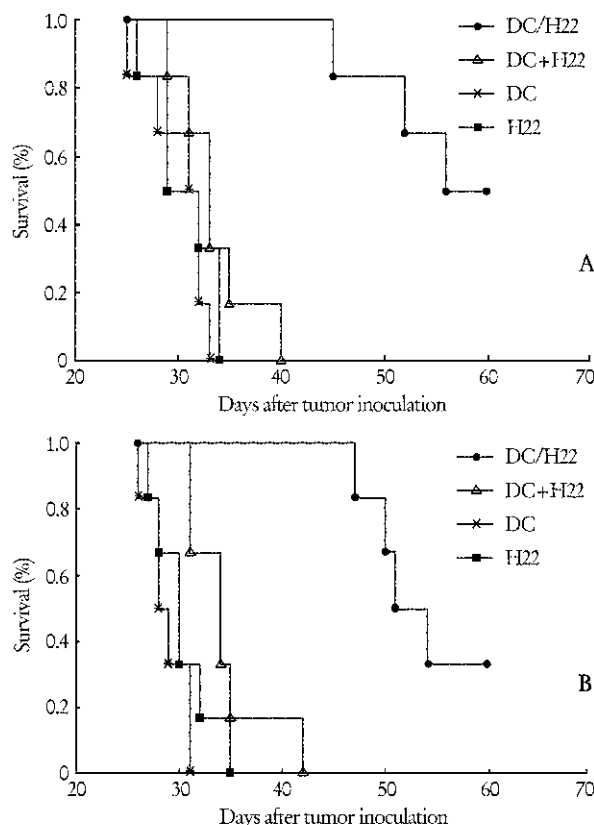 1.0
0.8
0.6
0.4
0.2
0
Survival (%)
20 30 40 50 60 70
Days after tumor inoculation
DC/H22
DC+H22
DC
H22
A
1.0
0.8
0.6
0.4
0.2
0
Survival (%)
20 30 40 50 60 70
Days after tumor inoculation
DC/H22
DC+H22
DC
H22
B